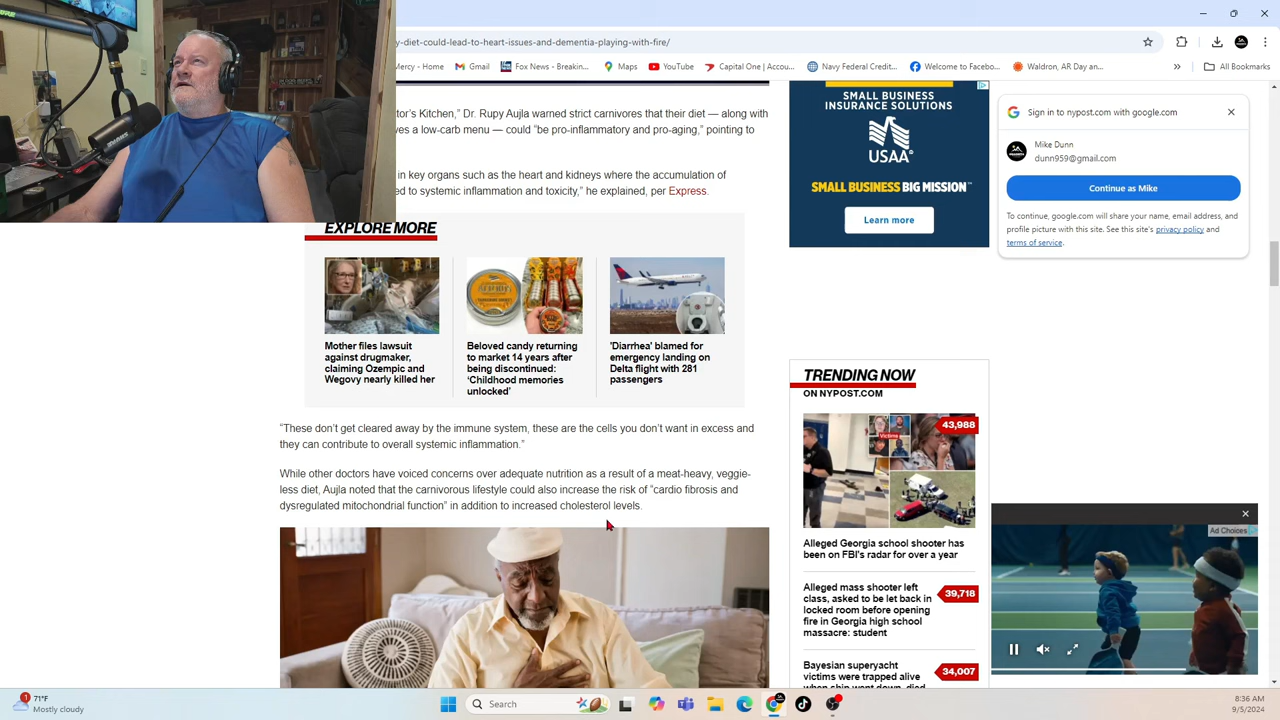 y-diet-could-lead-to-heart-issues-and-dementia-playing-with-fire/
Mercy - Home
Gmail
Fox News - Breakin...
Maps
YouTube
Capital One | Accou...
Navy Federal Credit...
Welcome to Facebo...
Waldron, AR Day an...
»
All Bookmarks
tor's Kitchen,” Dr. Rupy Aujla warned strict carnivores that their diet — along with
ves a low-carb menu — could “be pro-inflammatory and pro-aging,” pointing to
in key organs such as the heart and kidneys where the accumulation of
ed to systemic inflammation and toxicity,” he explained, per Express.
EXPLORE MORE
Mother files lawsuit
against drugmaker,
claiming Ozempic and
Wegovy nearly killed her
Beloved candy returning
to market 14 years after
being discontinued:
‘Childhood memories
unlocked’
'Diarrhea' blamed for
emergency landing on
Delta flight with 281
passengers
“These don't get cleared away by the immune system, these are the cells you don't want in excess and
they can contribute to overall systemic inflammation.”
While other doctors have voiced concerns over adequate nutrition as a result of a meat-heavy, veggie-
less diet, Aujla noted that the carnivorous lifestyle could also increase the risk of “cardio fibrosis and
dysregulated mitochondrial function” in addition to increased cholesterol levels.
SMALL BUSINESS
INSURANCE SOLUTIONS
USAA®
SMALL BUSINESS BIG MISSION™
Learn more
Sign in to nypost.com with google.com
Mike Dunn
dunn959@gmail.com
Continue as Mike
To continue, google.com will share your name, email address, and
profile picture with this site. See this site's privacy policy and
terms of service.
TRENDING NOW
ON NYPOST.COM
43,988
Victims
Alleged Georgia school shooter has
been on FBI's radar for over a year
Alleged mass shooter left
class, asked to be let back in
locked room before opening
fire in Georgia high school
massacre: student
39,718
Bayesian superyacht
victims were trapped alive
when ship went down, died
34,007
Ad Choices
1
71°F
Mostly cloudy
Search
8:36 AM
9/5/2024